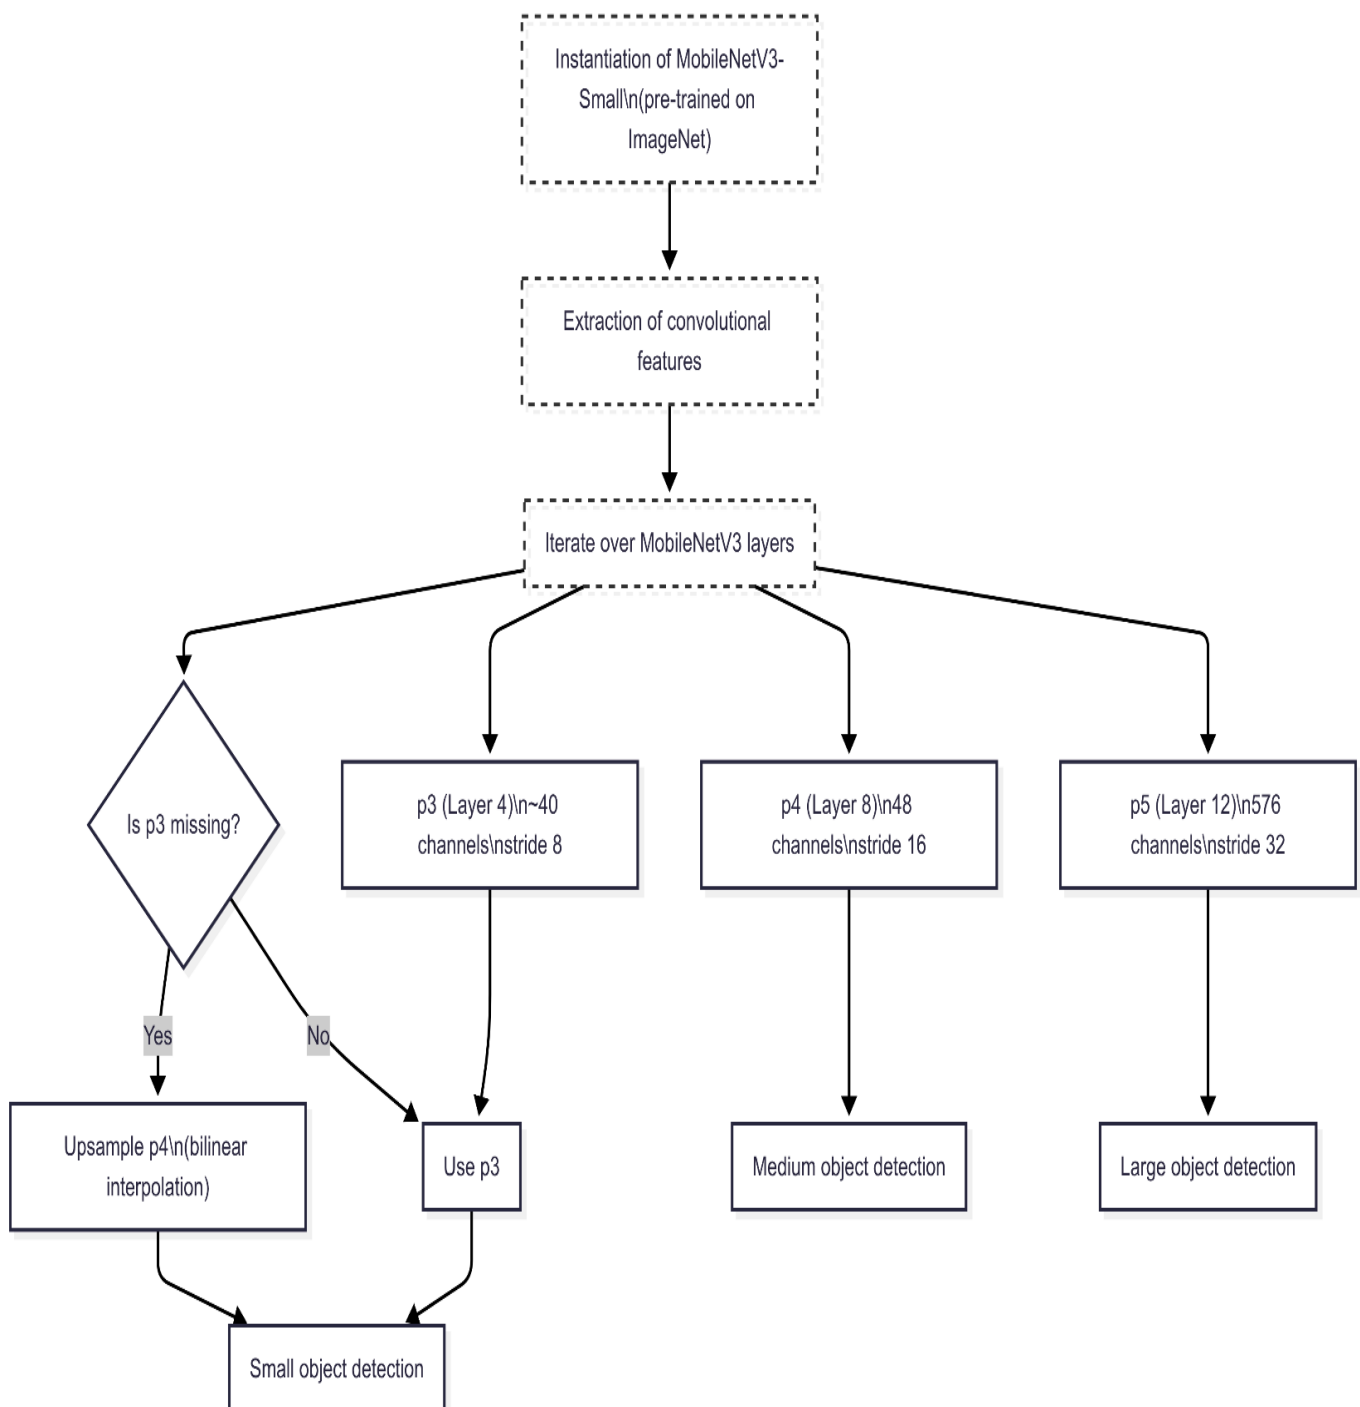 Instantiation of MobileNetV3-
Small\n(pre-trained on
ImageNet)
Extraction of convolutional
features
Iterate over MobileNetV3 layers
Is p3 missing?
p3 (Layer 4)\n~40
channels\nstride 8
p4 (Layer 8)\n48
channels\nstride 16
p5 (Layer 12)\n576
channels\nstride 32
Yes
No
Upsample p4\n(bilinear
interpolation)
Use p3
Medium object detection
Large object detection
Small object detection